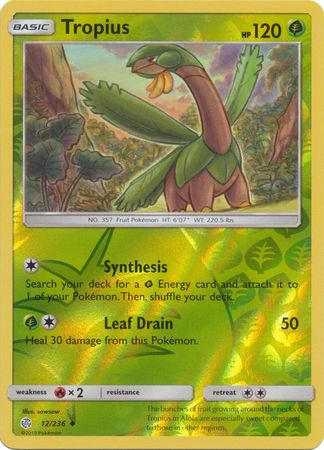 BASIC Tropius HP 120
NO. 357 Fruit Pokémon HT: 6'07" WT: 220.5 lbs.
Synthesis
Search your deck for a Energy card and attach it
to 1 of your Pokémon. Then, shuffle your deck.
Leaf Drain 50
Heal 30 damage from this Pokémon.
weakness ×2 resistance retreat
Illus. sowsow
12/236
©2019 Pokémon
The bunches of fruit growing around the necks of
Tropius in Alola are especially sweet compared
to those in other regions.